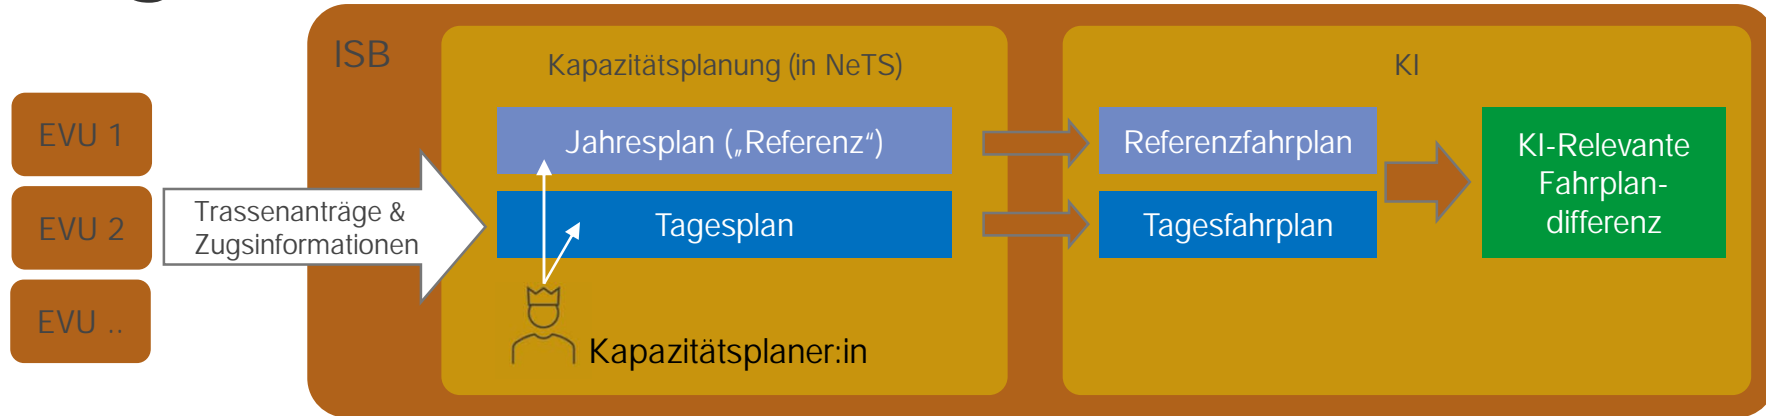 ISB
Kapazitätsplanung (in NeTS)
KI
EVU 1
EVU 2
EVU ..
Trassenanträge &
Zugsinformationen
Jahresplan („Referenz“)
Tagesplan
Kapazitätsplaner:in
Referenzfahrplan
Tagesfahrplan
KI-Relevante
Fahrplan-
differenz